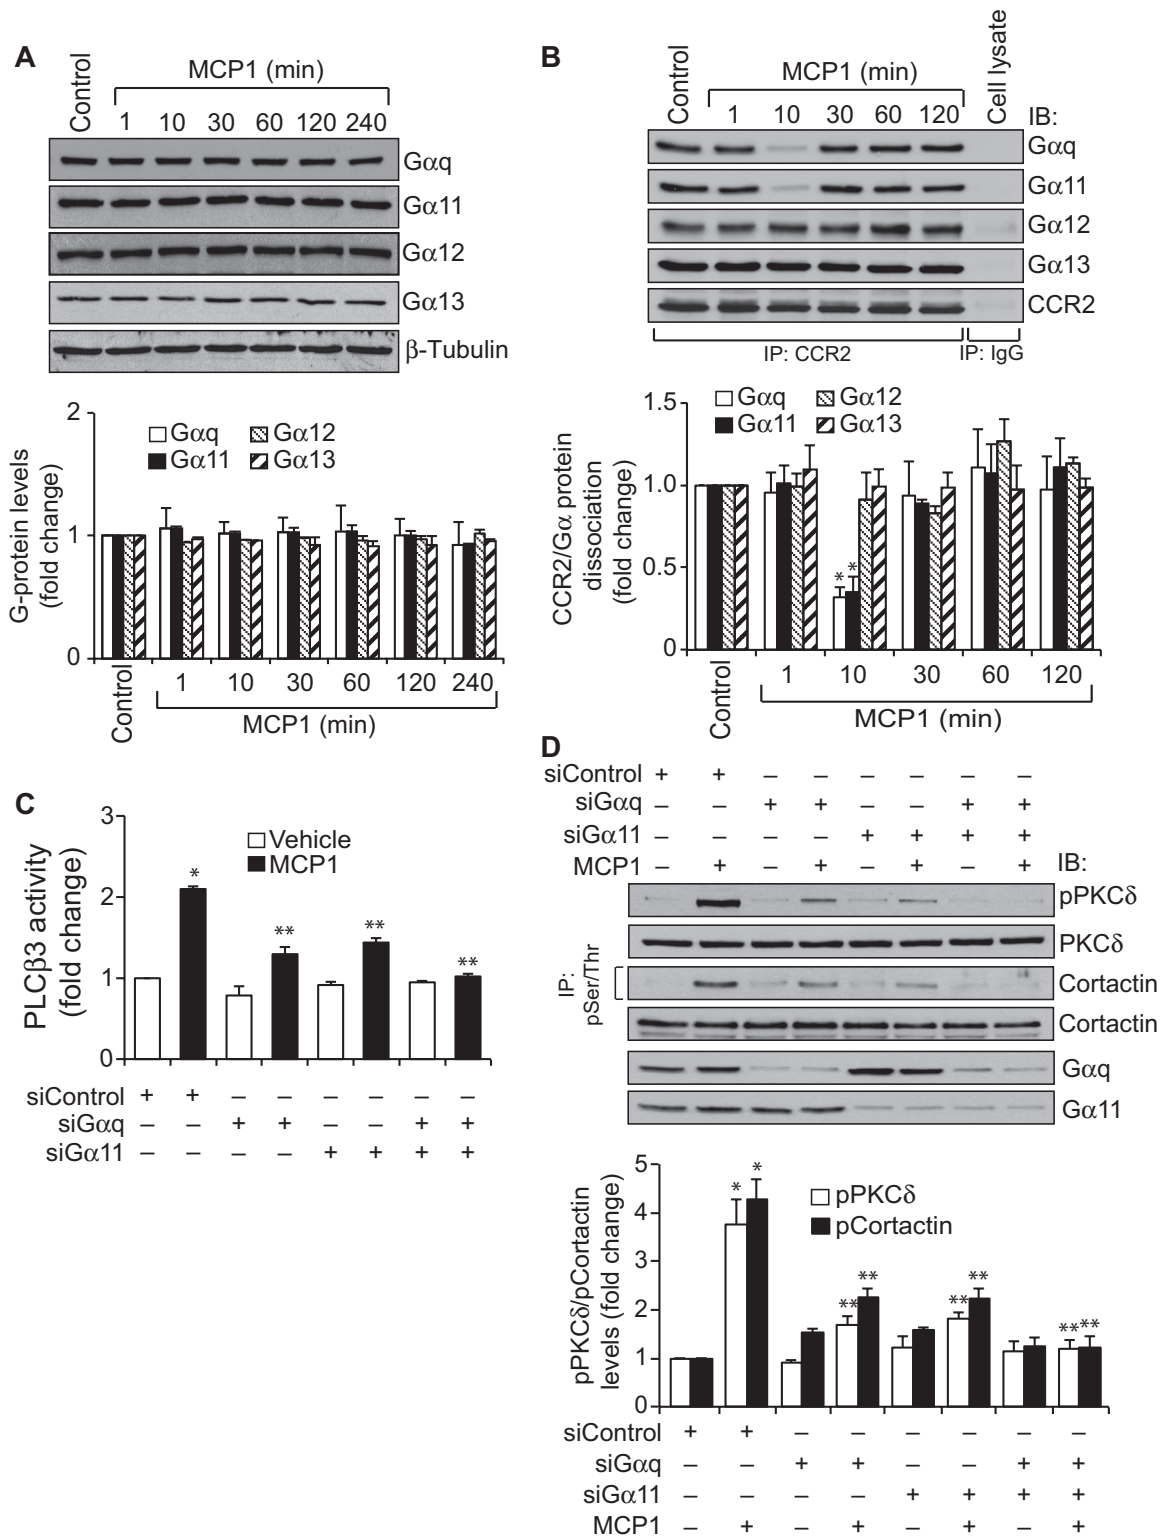 A
Control
MCP1 (min)
1 10 30 60 120 240
Gαq
Gα11
Gα12
Gα13
β-Tubulin
G-protein levels
(fold change)
2
1
0
Gαq Gα12
Gα11 Gα13
Control
1 10 30 60 120 240
MCP1 (min)
B
Control
MCP1 (min)
Cell lysate
1 10 30 60 120 IB:
Gαq
Gα11
Gα12
Gα13
CCR2
IP: CCR2 IP: IgG
CCR2/Gα protein
dissociation
(fold change)
1.5
1.0
0.5
0
Gαq Gα12
Gα11 Gα13
* *
Control
1 10 30 60 120
MCP1 (min)
C
PLCβ3 activity
(fold change)
3
2
1
0
Vehicle
MCP1
* ** ** **
siControl + + – – – – – –
siGαq – – + + – – + +
siGα11 – – – – + + + +
D
siControl + + – – – – – –
siGαq – – + + – – + +
siGα11 – – – – + + + +
MCP1 – + – + – + – + IB:
pPKCδ
PKCδ
IP:
pSer/Thr
Cortactin
Cortactin
Gαq
Gα11
pPKCδ/pCortactin
levels (fold change)
5
4
3
2
1
0
pPKCδ
pCortactin
* * ** ** ** ** ** **
siControl + + – – – – – –
siGαq – – + + – – + +
siGα11 – – – – + + + +
MCP1 – + – + – + – +